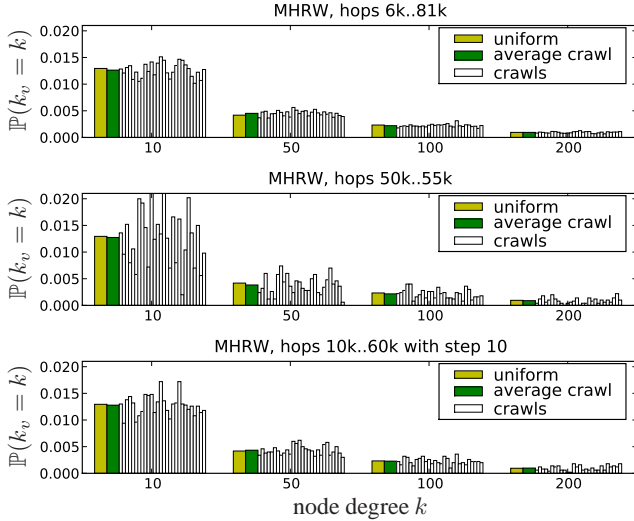 MHRW, hops 6k..81k
ℙ(k_v = k)
0.020
0.015
0.010
0.005
0.000
uniform
average crawl
crawls
10 50 100 200
MHRW, hops 50k..55k
ℙ(k_v = k)
0.020
0.015
0.010
0.005
0.000
uniform
average crawl
crawls
10 50 100 200
MHRW, hops 10k..60k with step 10
ℙ(k_v = k)
0.020
0.015
0.010
0.005
0.000
uniform
average crawl
crawls
10 50 100 200
node degree k